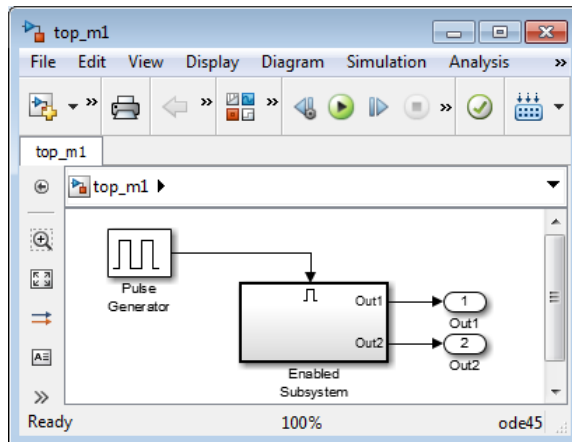 top_m1
File Edit View Display Diagram Simulation Analysis »
» » » »
top_m1
top_m1
Pulse
Generator
Out1
Out2
Enabled
Subsystem
1
Out1
2
Out2
A
»
Ready 100% ode45